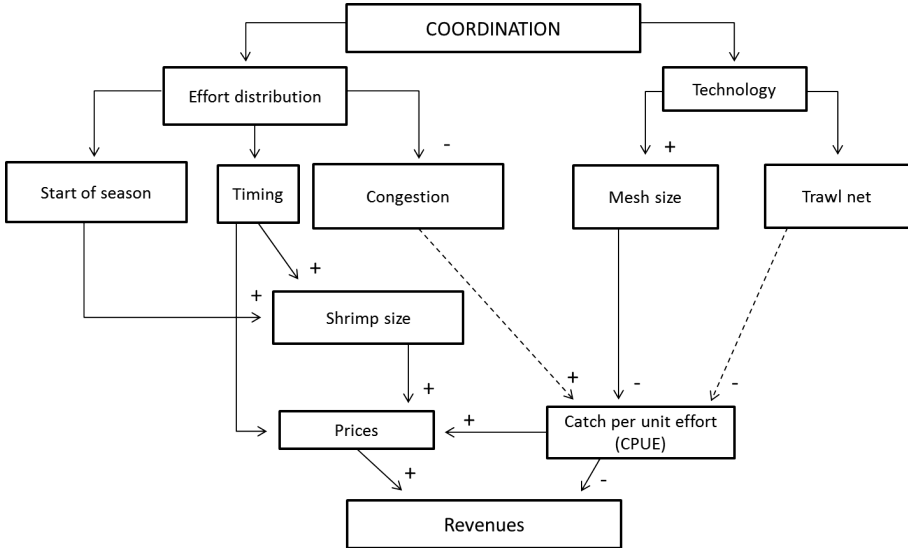 COORDINATION
Effort distribution
Technology
-
+
Start of season
Timing
Congestion
Mesh size
Trawl net
+
+
Shrimp size
+
+
-
-
Prices
+
Catch per unit effort
(CPUE)
+
-
Revenues